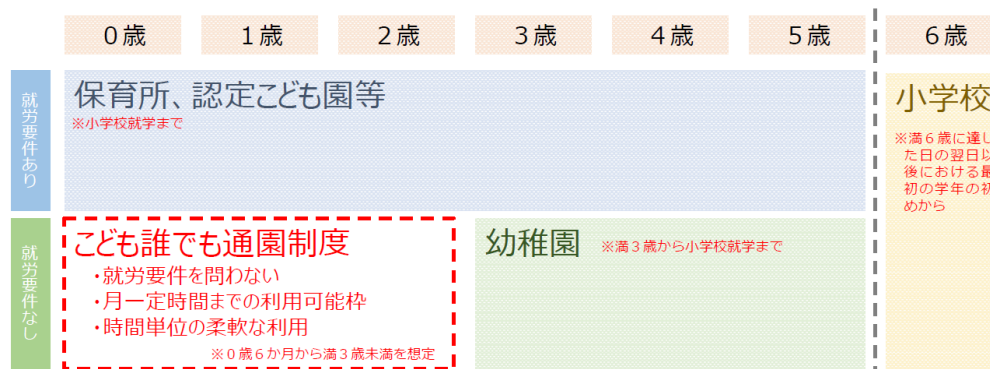 0歳
1歳
2歳
3歳
4歳
5歳
6歳
就労要件あり
保育所、認定こども園等
※小学校就学まで
小学校
※満６歳に達し
た日の翌日以
後における最
初の学年の初
めから
就労要件なし
こども誰でも通園制度
・就労要件を問わない
・月一定時間までの利用可能枠
・時間単位の柔軟な利用
※０歳６か月から満３歳未満を想定
幼稚園
※満３歳から小学校就学まで